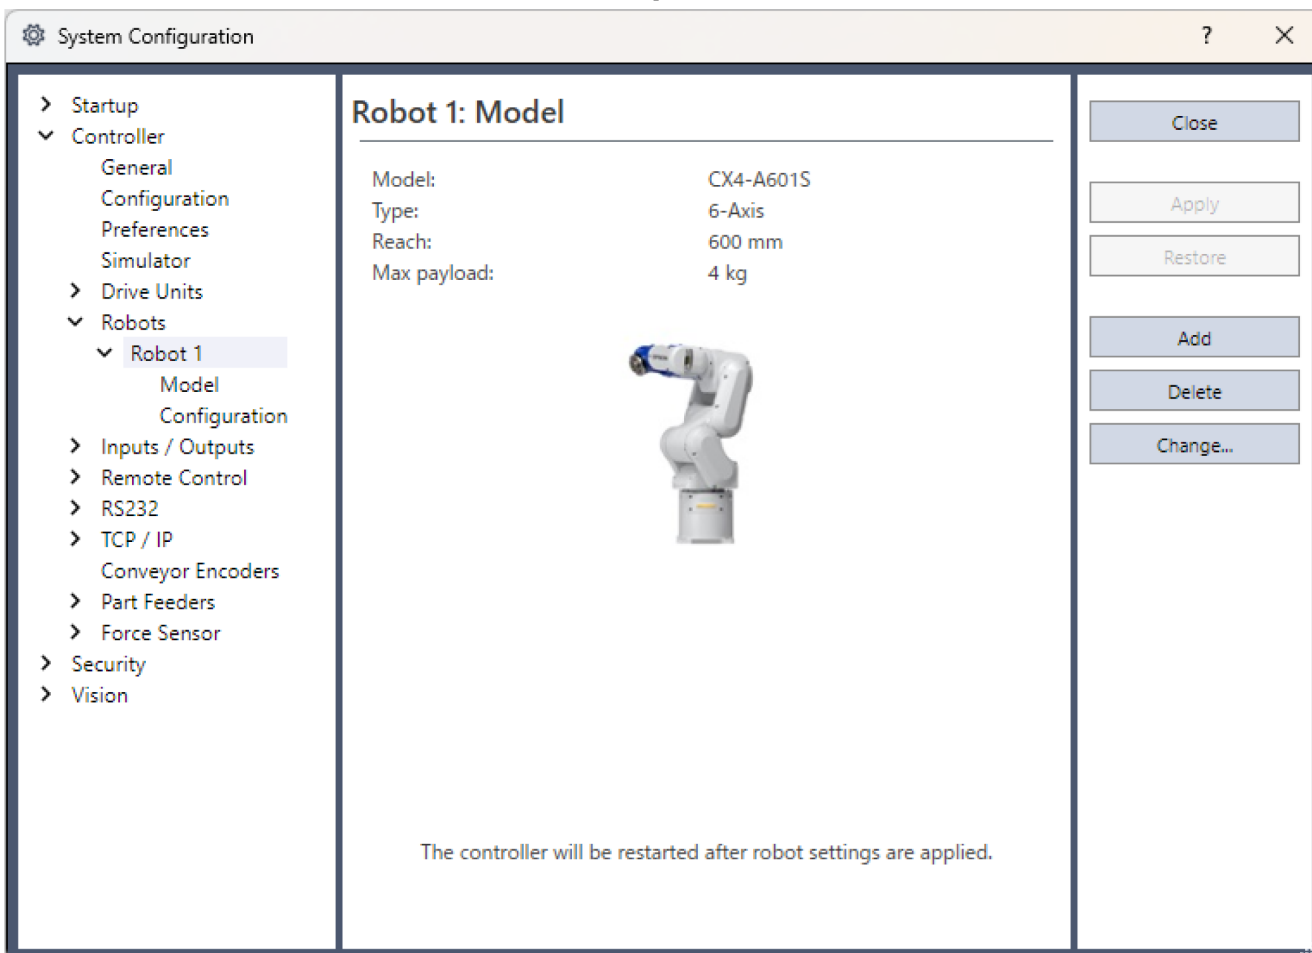 System Configuration
?
Startup
Controller
General
Configuration
Preferences
Simulator
Drive Units
Robots
Robot 1
Model
Configuration
Inputs / Outputs
Remote Control
RS232
TCP / IP
Conveyor Encoders
Part Feeders
Force Sensor
Security
Vision
Robot 1: Model
Model: CX4-A601S
Type: 6-Axis
Reach: 600 mm
Max payload: 4 kg
The controller will be restarted after robot settings are applied.
Close
Apply
Restore
Add
Delete
Change...